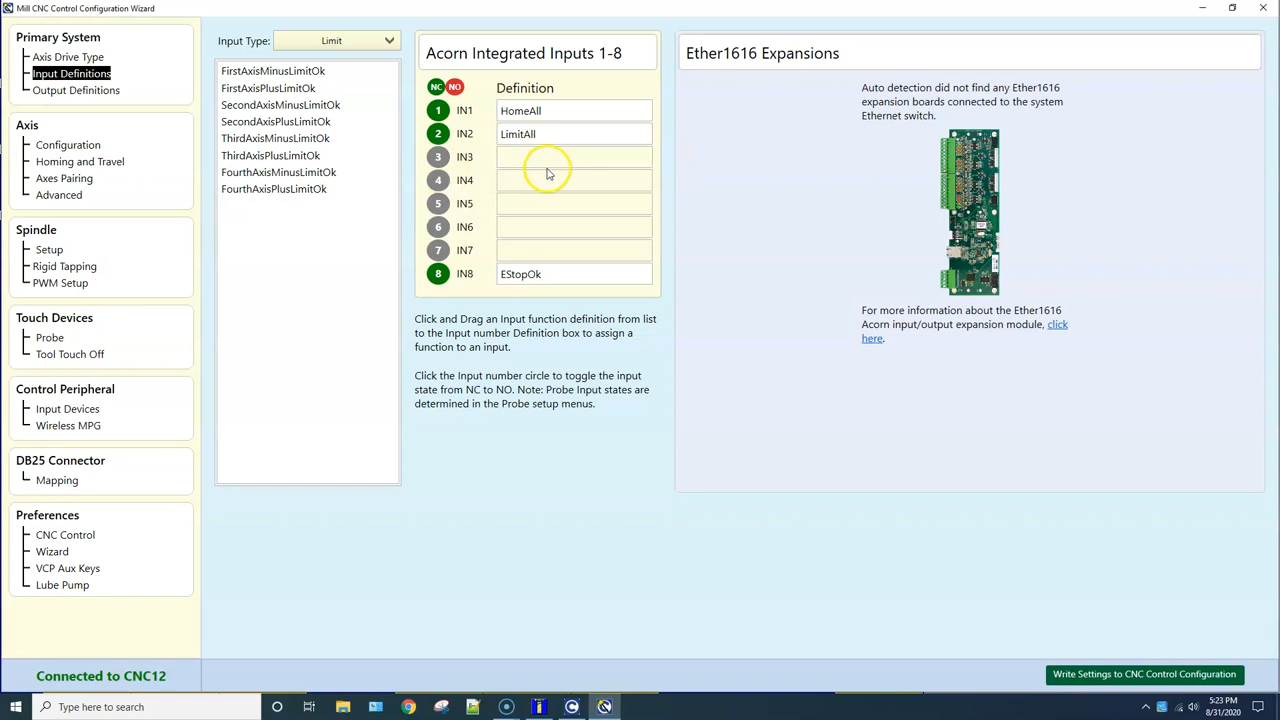 Mill CNC Control Configuration Wizard
Primary System
Axis Drive Type
Input Definitions
Output Definitions
Axis
Configuration
Homing and Travel
Axes Pairing
Advanced
Spindle
Setup
Rigid Tapping
PWM Setup
Touch Devices
Probe
Tool Touch Off
Control Peripheral
Input Devices
Wireless MPG
DB25 Connector
Mapping
Preferences
CNC Control
Wizard
VCP Aux Keys
Lube Pump
Connected to CNC12
Input Type: Limit
FirstAxisMinusLimitOk
FirstAxisPlusLimitOk
SecondAxisMinusLimitOk
SecondAxisPlusLimitOk
ThirdAxisMinusLimitOk
ThirdAxisPlusLimitOk
FourthAxisMinusLimitOk
FourthAxisPlusLimitOk
Acorn Integrated Inputs 1-8
NC NO Definition
1 IN1 HomeAll
2 IN2 LimitAll
3 IN3
4 IN4
5 IN5
6 IN6
7 IN7
8 IN8 EStopOk
Click and Drag an Input function definition from list
to the Input number Definition box to assign a
function to an input.
Click the Input number circle to toggle the input
state from NC to NO. Note: Probe Input states are
determined in the Probe setup menus.
Ether1616 Expansions
Auto detection did not find any Ether1616
expansion boards connected to the system
Ethernet switch.
For more information about the Ether1616
Acorn input/output expansion module, click
here.
Write Settings to CNC Control Configuration
Type here to search
5:23 PM
8/31/2020